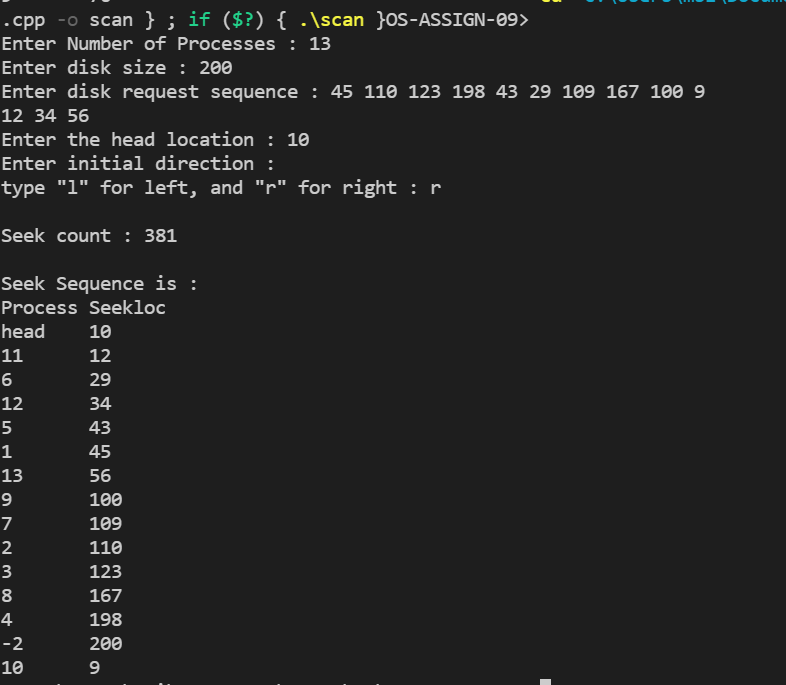 .cpp -o scan } ; if ($?) { .\scan }OS-ASSIGN-09>
Enter Number of Processes : 13
Enter disk size : 200
Enter disk request sequence : 45 110 123 198 43 29 109 167 100 9
12 34 56
Enter the head location : 10
Enter initial direction :
type "l" for left, and "r" for right : r
Seek count : 381
Seek Sequence is :
Process Seekloc
head 10
11 12
6 29
12 34
5 43
1 45
13 56
9 100
7 109
2 110
3 123
8 167
4 198
-2 200
10 9